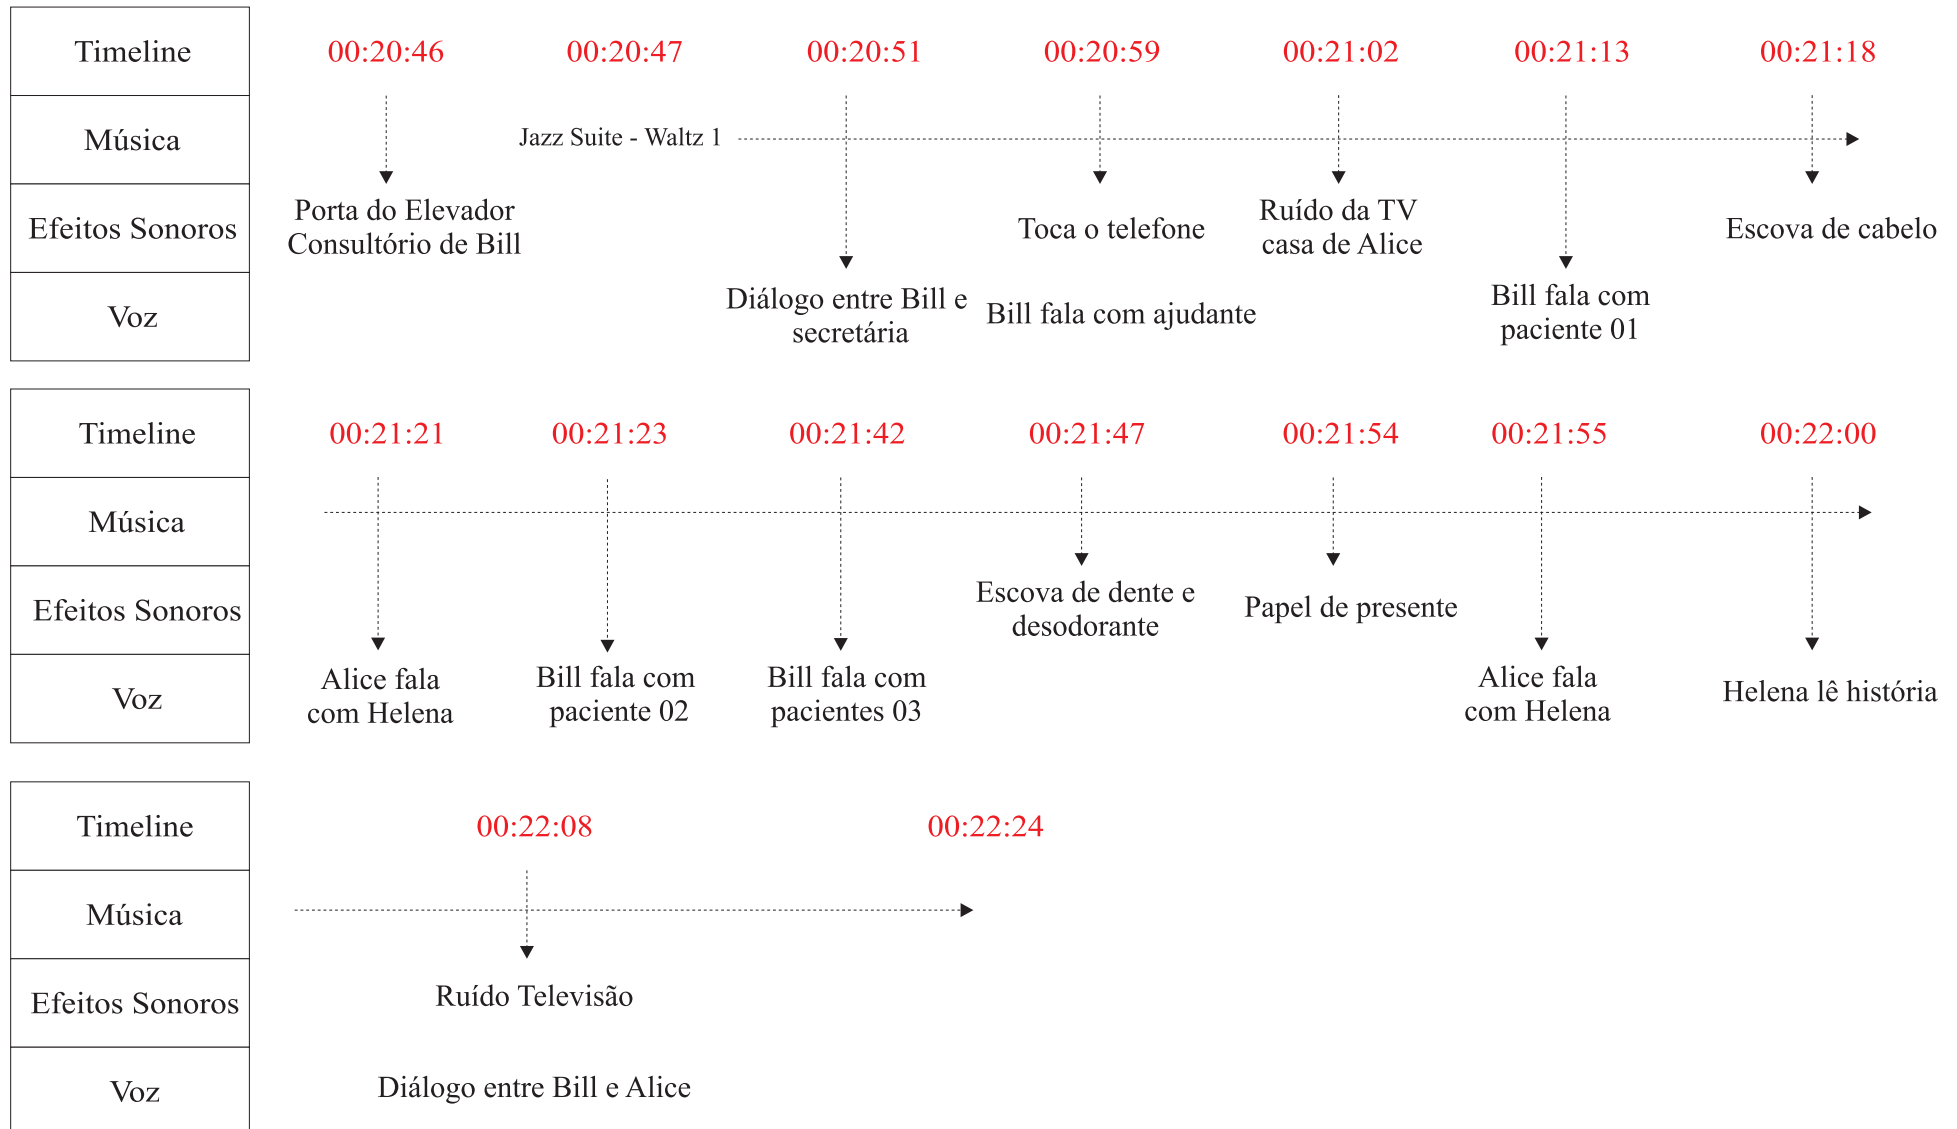 Timeline 00:20:46 00:20:47 00:20:51 00:20:59 00:21:02 00:21:13 00:21:18
Música Jazz Suite - Waltz 1
Efeitos Sonoros
Porta do Elevador
Consultório de Bill
Toca o telefone
Ruído da TV
casa de Alice
Escova de cabelo
Voz
Diálogo entre Bill e
secretária
Bill fala com ajudante
Bill fala com
paciente 01
Timeline 00:21:21 00:21:23 00:21:42 00:21:47 00:21:54 00:21:55 00:22:00
Música
Efeitos Sonoros
Escova de dente e
desodorante
Papel de presente
Voz
Alice fala
com Helena
Bill fala com
paciente 02
Bill fala com
pacientes 03
Alice fala
com Helena
Helena lê história
Timeline 00:22:08 00:22:24
Música
Efeitos Sonoros
Ruído Televisão
Voz
Diálogo entre Bill e Alice